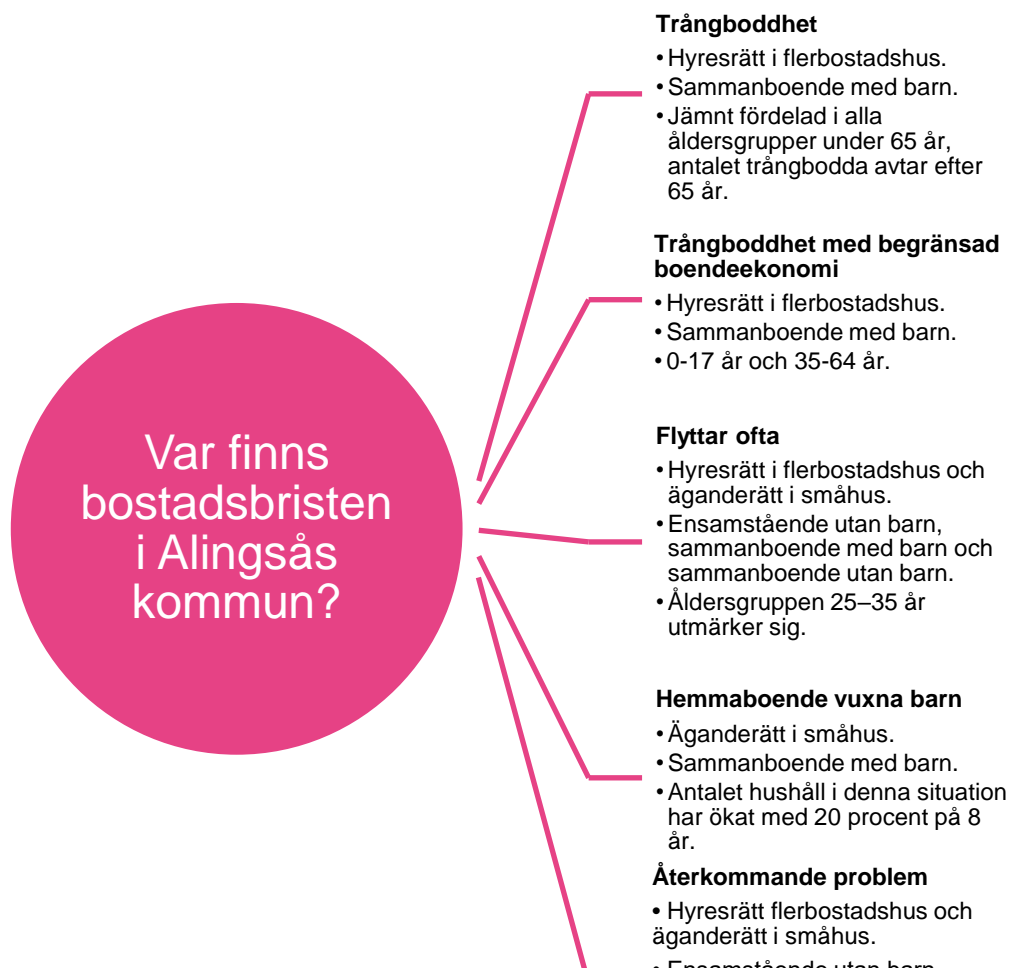 Var finns
bostadsbristen
i Alingsås
kommun?
Trångboddhet
• Hyresrätt i flerbostadshus.
• Sammanboende med barn.
• Jämnt fördelad i alla
åldersgrupper under 65 år,
antalet trångbodda avtar efter
65 år.
Trångboddhet med begränsad
boendeekonomi
• Hyresrätt i flerbostadshus.
• Sammanboende med barn.
• 0-17 år och 35-64 år.
Flyttar ofta
• Hyresrätt i flerbostadshus och
äganderätt i småhus.
• Ensamstående utan barn,
sammanboende med barn och
sammanboende utan barn.
• Åldersgruppen 25–35 år
utmärker sig.
Hemmaboende vuxna barn
• Äganderätt i småhus.
• Sammanboende med barn.
• Antalet hushåll i denna situation
har ökat med 20 procent på 8
år.
Återkommande problem
• Hyresrätt flerbostadshus och
äganderätt i småhus.
• Ensamstående utan barn